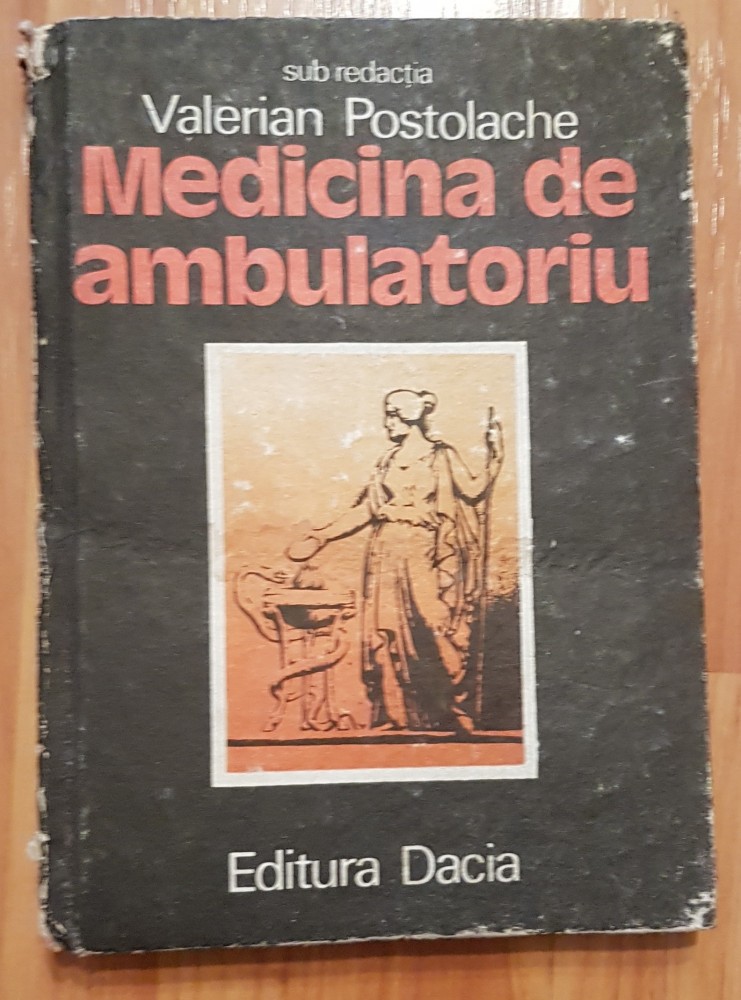 sub redacția
Valerian Postolache
Medicina de
ambulatoriu
Editura Dacia